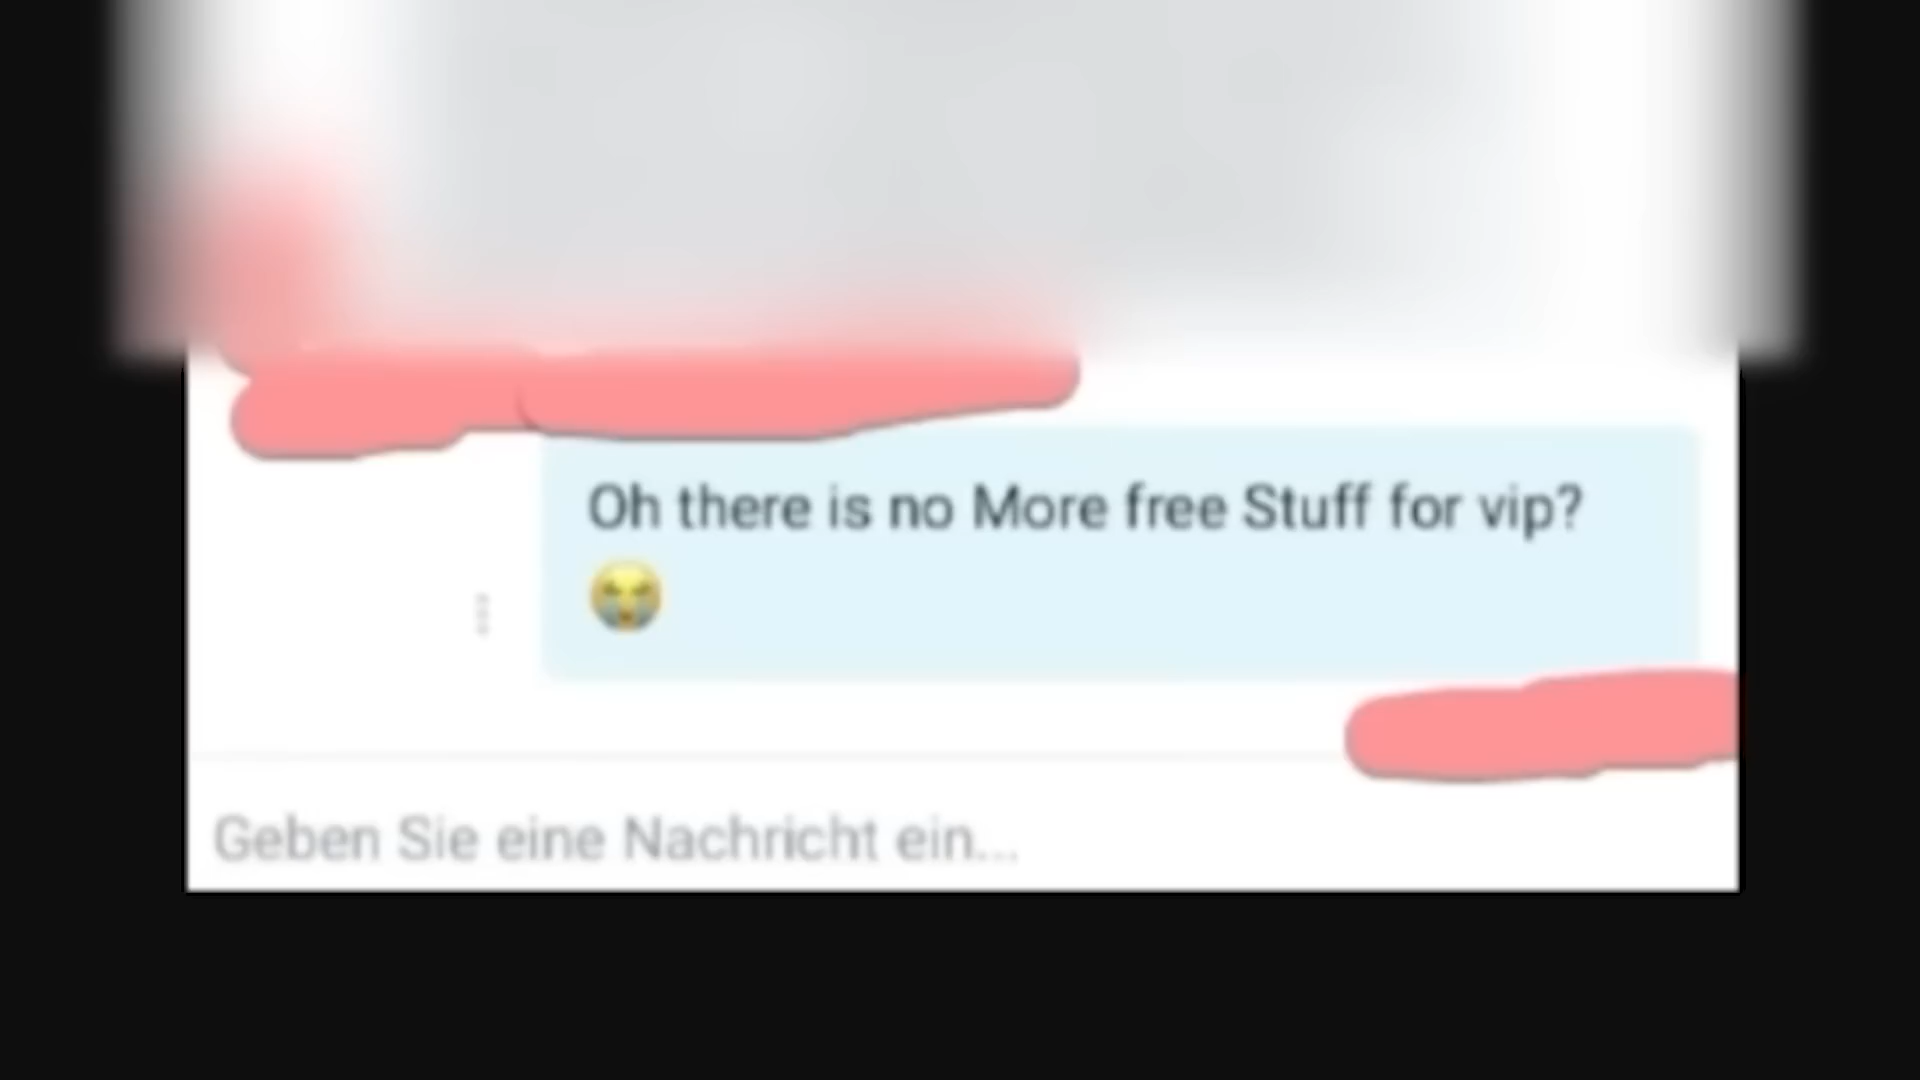 Oh there is no More free Stuff for vip?
😭
Geben Sie eine Nachricht ein...